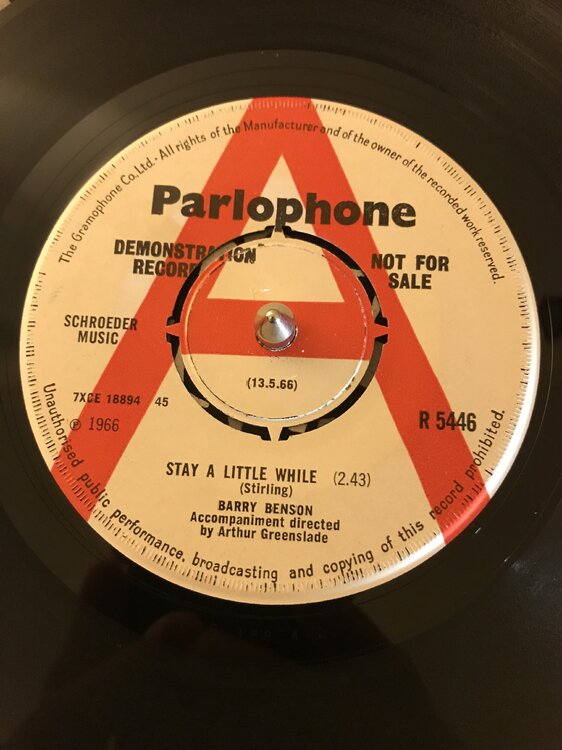 The Gramophone Co.Ltd. · All rights of the Manufacturer and of the owner of the recorded work reserved.
Parlophone
DEMONSTRATION
RECORD
NOT FOR
SALE
A
SCHROEDER
MUSIC
(13.5.66)
7XCE 18894 45
℗ 1966
R 5446
STAY A LITTLE WHILE (2.43)
(Stirling)
BARRY BENSON
Accompaniment directed
by Arthur Greenslade
Unauthorised public performance, broadcasting and copying of this record prohibited.